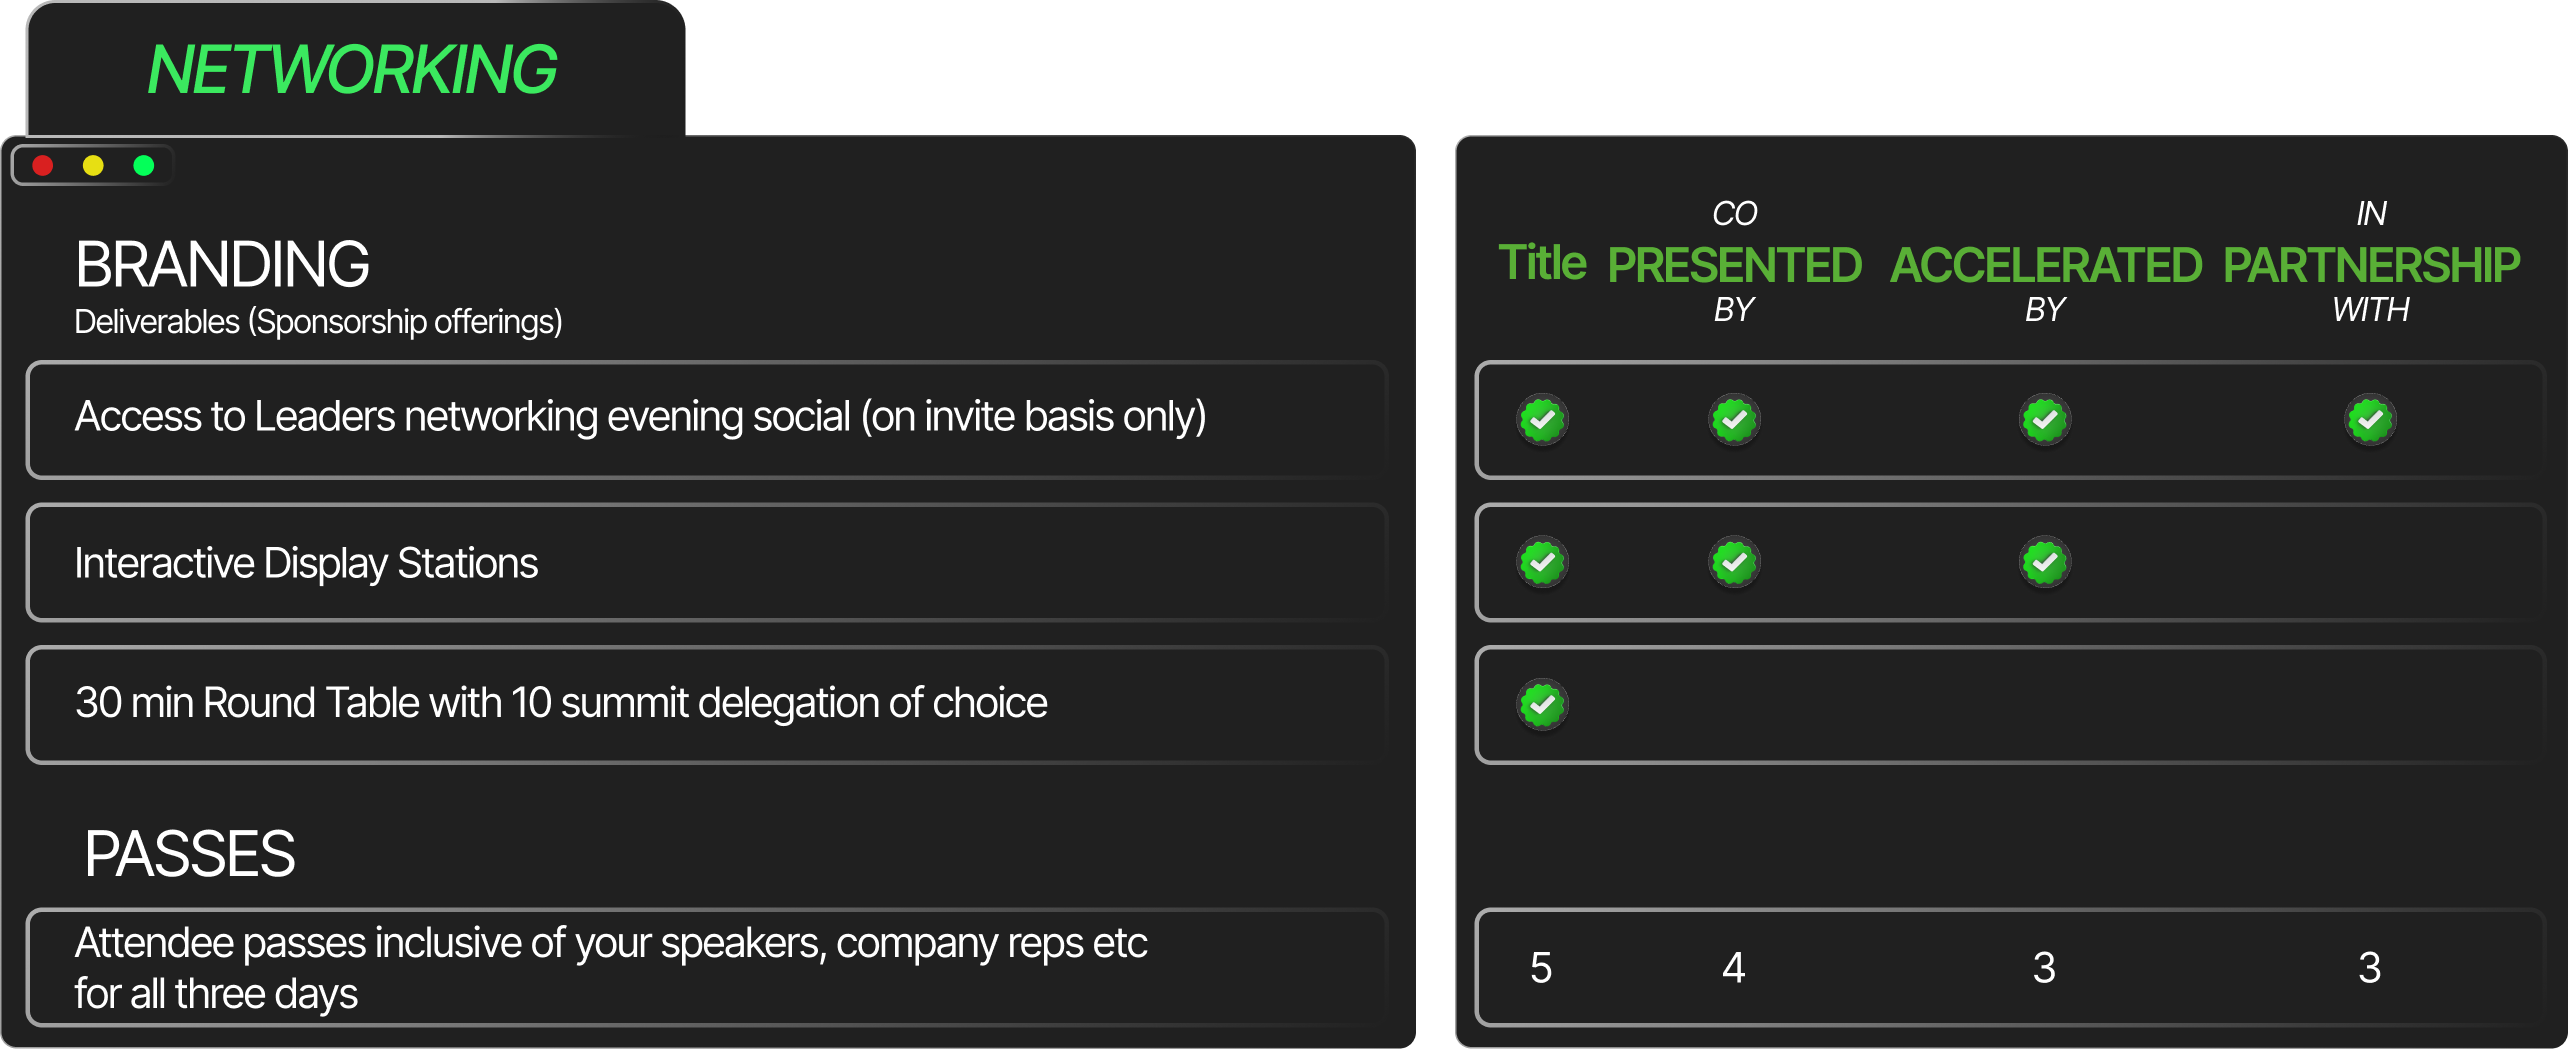 NETWORKING
BRANDING
Deliverables (Sponsorship offerings)
CO
IN
Title PRESENTED ACCELERATED PARTNERSHIP
BY BY WITH
Access to Leaders networking evening social (on invite basis only)
Interactive Display Stations
30 min Round Table with 10 summit delegation of choice
PASSES
Attendee passes inclusive of your speakers, company reps etc
for all three days
5 4 3 3